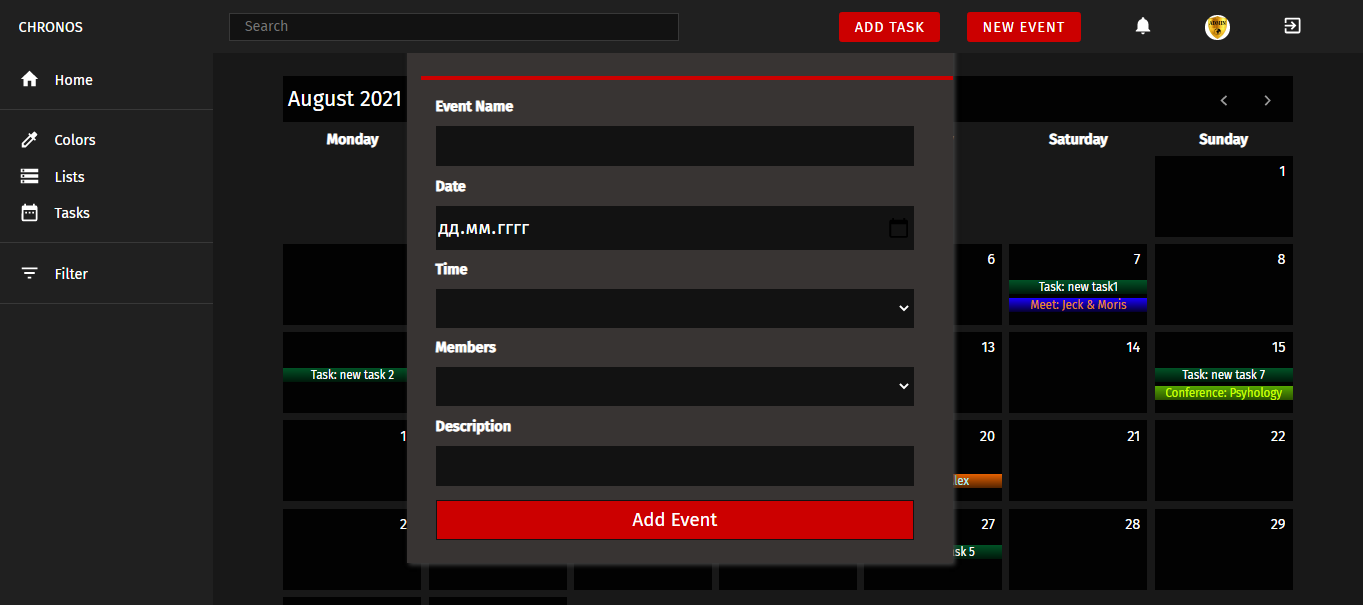 CHRONOS
Search
ADD TASK
NEW EVENT
ADMIN
Home
Colors
Lists
Tasks
Filter
August 2021
Monday
Saturday
Sunday
Event Name
Date
дд.мм.гггг
Time
Members
Description
Add Event
1
6
7
8
Task: new task1
Meet: Jeck & Moris
13
14
15
Task: new task 2
Task: new task 7
Conference: Psyhology
1
20
21
22
lex
2
27
28
29
sk 5